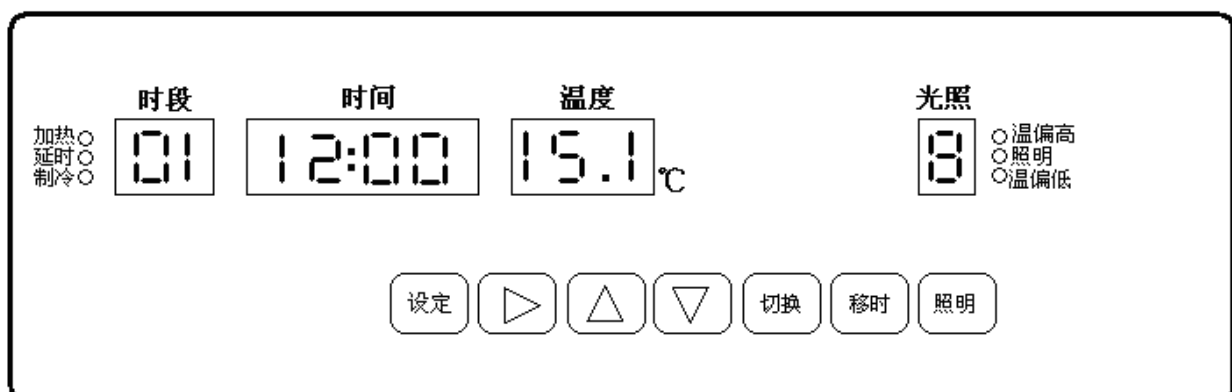 时段 时间 温度 光照
加热 01 12:00 15.1 ℃ 8 温偏高
延时 照明
制冷 温偏低
设定 切换 移时 照明